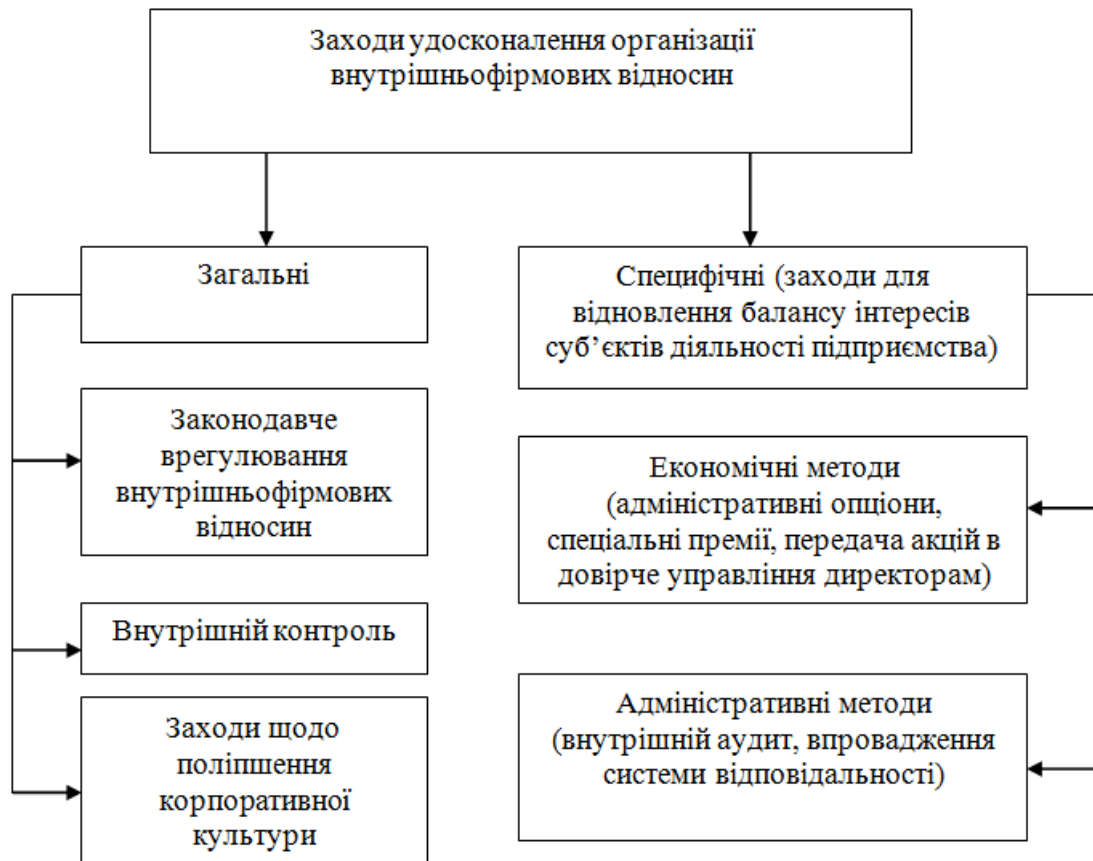 Заходи удосконалення організації
внутрішньофірмових відносин
Загальні
Законодавче
врегулювання
внутрішньофірмових
відносин
Внутрішній контроль
Заходи щодо
поліпшення
корпоративної
культури
Специфічні (заходи для
відновлення балансу інтересів
суб’єктів діяльності підприємства)
Економічні методи
(адміністративні опціони,
спеціальні премії, передача акцій в
довірче управління директорам)
Адміністративні методи
(внутрішній аудит, впровадження
системи відповідальності)